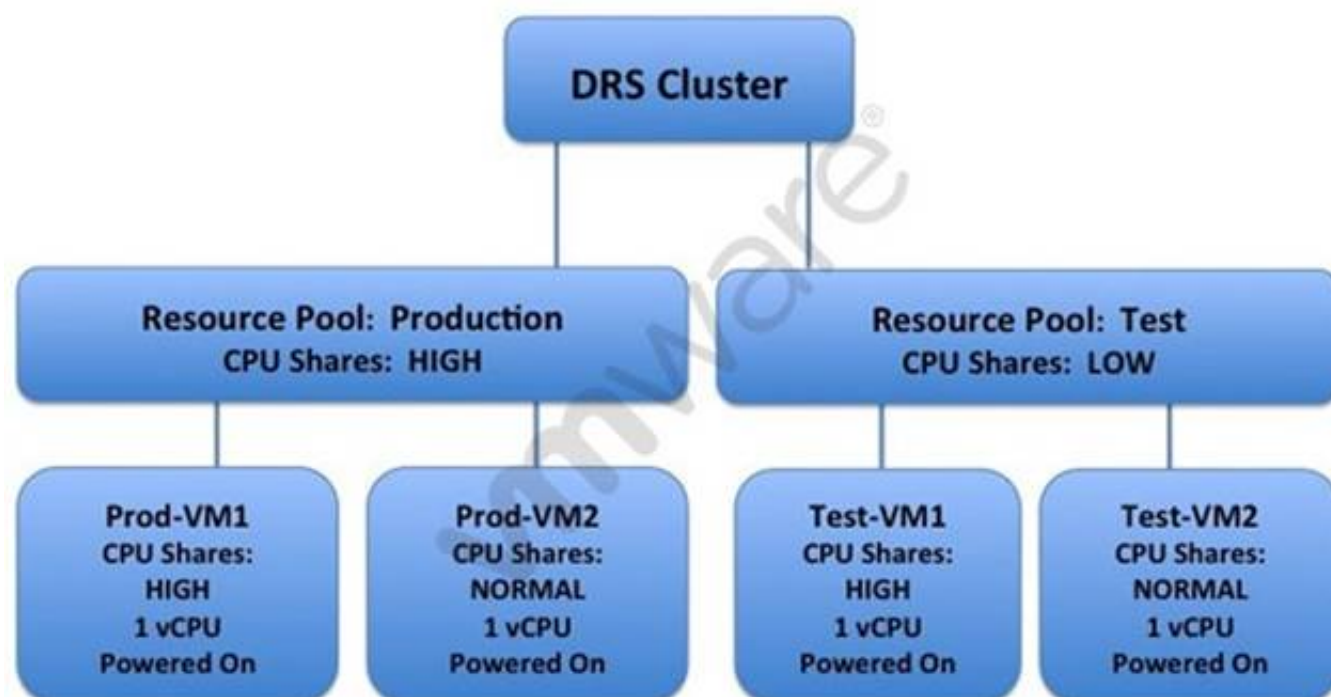 DRS Cluster
Resource Pool: Production
CPU Shares: HIGH
Resource Pool: Test
CPU Shares: LOW
Prod-VM1
CPU Shares:
HIGH
1 vCPU
Powered On
Prod-VM2
CPU Shares:
NORMAL
1 vCPU
Powered On
Test-VM1
CPU Shares:
HIGH
1 vCPU
Powered On
Test-VM2
CPU Shares:
NORMAL
1 vCPU
Powered On
vmware®